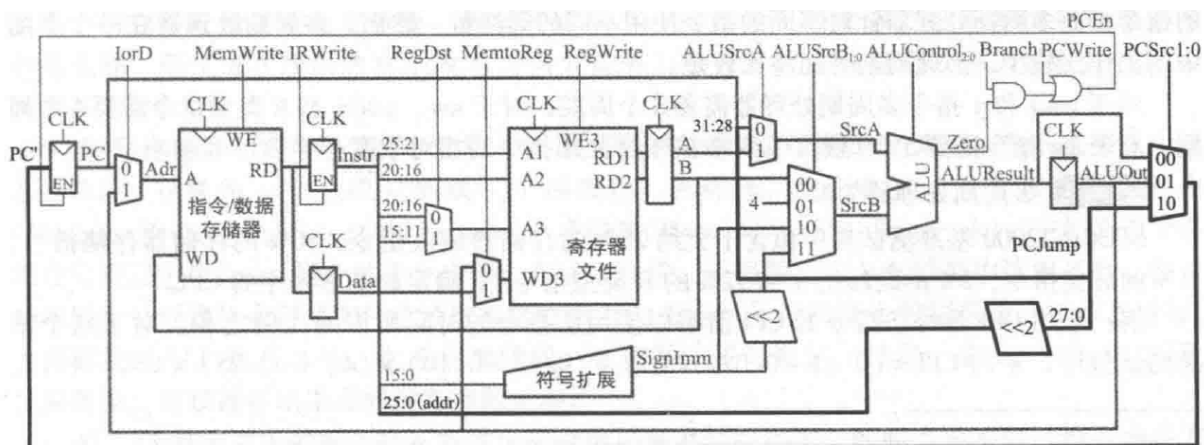 PCEn
IorD MemWrite IRWrite RegDst MemtoReg RegWrite ALUSrcA ALUSrcB1:0 ALUControl2:0 Branch PCWrite PCSrc1:0
CLK CLK CLK CLK CLK CLK
PC' PC EN
0
1
Adr
A RD
WE
指令/数据
存储器
WD
Instr
EN
CLK
Data
25:21
20:16
20:16
15:11
0
1
0
1
A1 WE3 RD1
A2 RD2
A3
寄存器
文件
WD3
A
B
31:28
0
1
SrcA
4
00
01
10
11
SrcB
ALU
Zero
ALUResult
ALUOut
00
01
10
PCJump
<<2
<<2
27:0
SignImm
符号扩展
15:0
25:0 (addr)